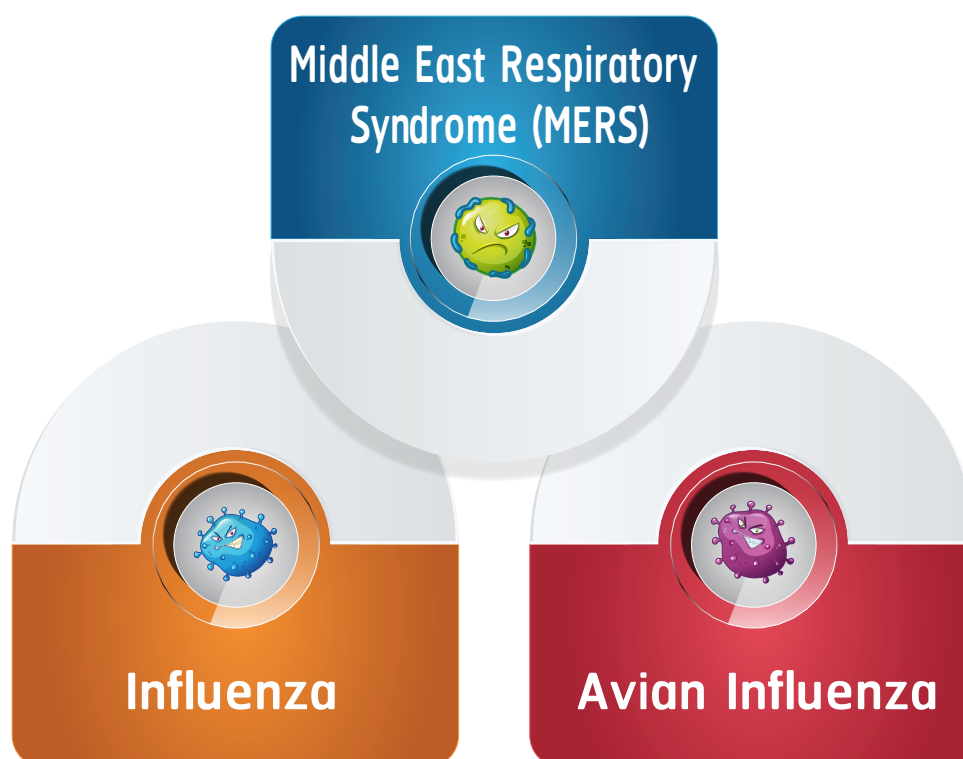 Middle East Respiratory
Syndrome (MERS)
Influenza
Avian Influenza